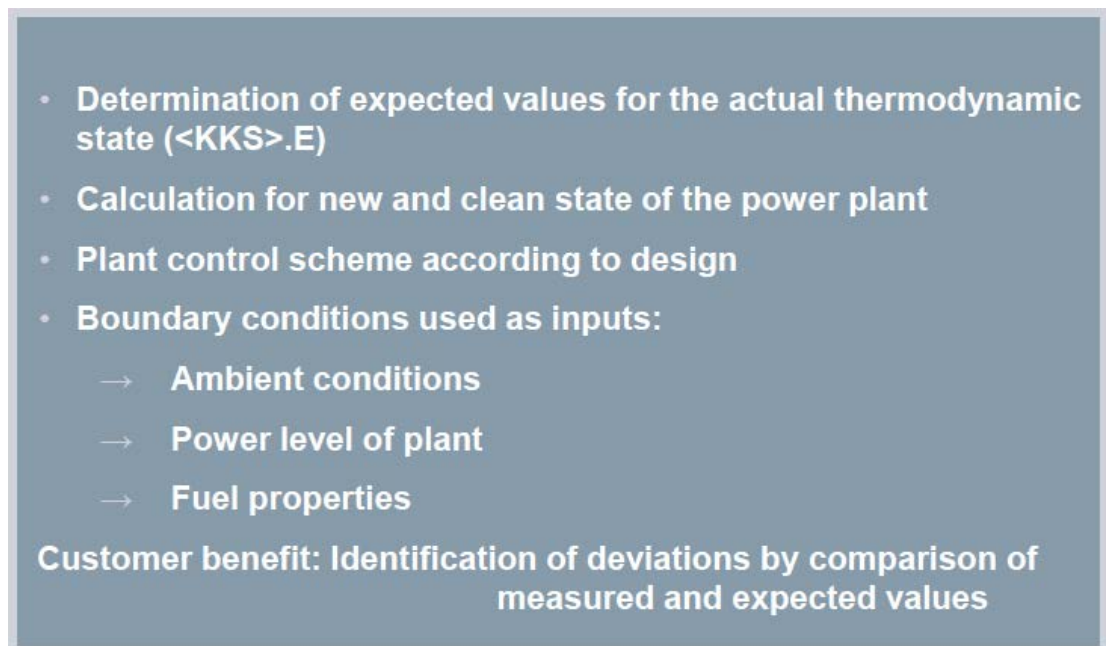 • Determination of expected values for the actual thermodynamic
state (<KKS>.E)
• Calculation for new and clean state of the power plant
• Plant control scheme according to design
• Boundary conditions used as inputs:
→ Ambient conditions
→ Power level of plant
→ Fuel properties
Customer benefit: Identification of deviations by comparison of
measured and expected values